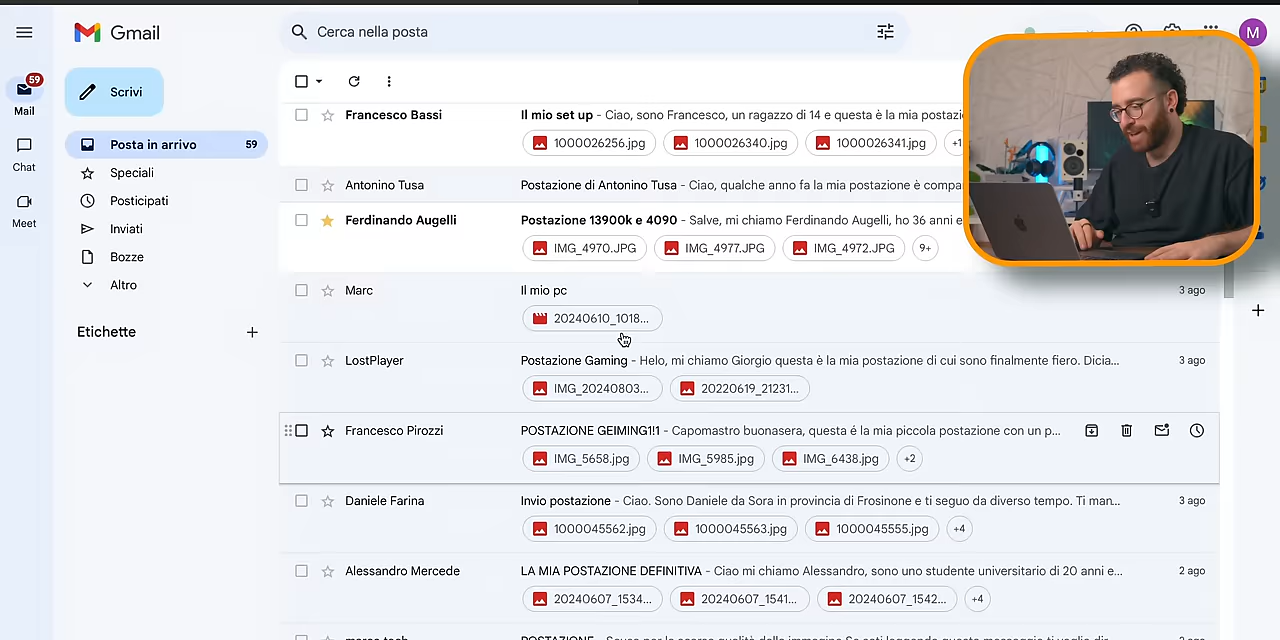 Gmail
Cerca nella posta
M
59
Mail
Chat
Meet
Scrivi
Posta in arrivo 59
Speciali
Posticipati
Inviati
Bozze
Altro
Etichette
Francesco Bassi Il mio set up - Ciao, sono Francesco, un ragazzo di 14 e questa è la mia postazi
1000026256.jpg 1000026340.jpg 1000026341.jpg +1
Antonino Tusa Postazione di Antonino Tusa - Ciao, qualche anno fa la mia postazione è compa
Ferdinando Augelli Postazione 13900k e 4090 - Salve, mi chiamo Ferdinando Augelli, ho 36 anni e
IMG_4970.JPG IMG_4977.JPG IMG_4972.JPG 9+
Marc Il mio pc 3 ago
20240610_1018...
LostPlayer Postazione Gaming - Helo, mi chiamo Giorgio questa è la mia postazione di cui sono finalmente fiero. Dicia... 3 ago
IMG_20240803... 20220619_21231...
Francesco Pirozzi POSTAZIONE GEIMING1!1 - Capomastro buonasera, questa é la mia piccola postazione con un p...
IMG_5658.jpg IMG_5985.jpg IMG_6438.jpg +2
Daniele Farina Invio postazione - Ciao. Sono Daniele da Sora in provincia di Frosinone e ti seguo da diverso tempo. Ti man... 3 ago
1000045562.jpg 1000045563.jpg 1000045555.jpg +4
Alessandro Mercede LA MIA POSTAZIONE DEFINITIVA - Ciao mi chiamo Alessandro, sono uno studente universitario di 20 anni e... 2 ago
20240607_1534... 20240607_1541... 20240607_1542... +4